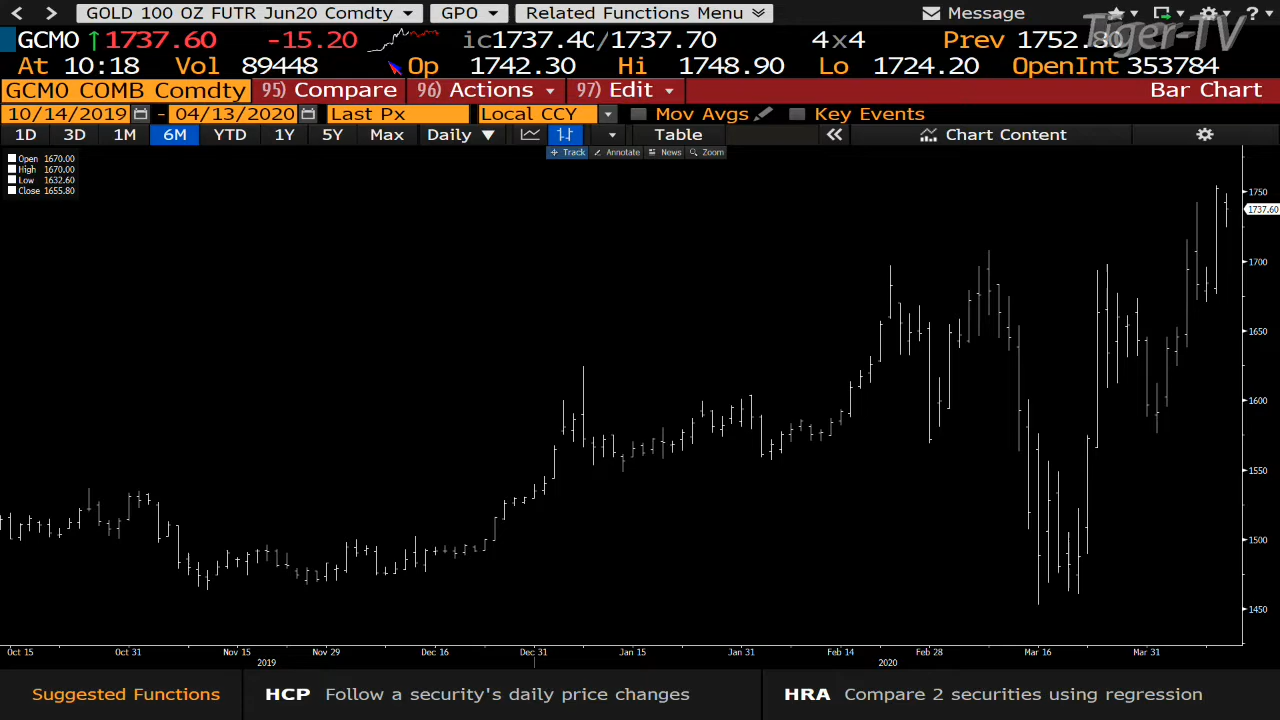 GOLD 100 OZ FUTR Jun20 Comdty GPO Related Functions Menu Message ?
Tiger-TV
GCM0 ↑1737.60 -15.20 ic1737.40/1737.70 4x4 Prev 1752.80
At 10:18 Vol 89448 Op 1742.30 Hi 1748.90 Lo 1724.20 OpenInt 353784
GCM0 COMB Comdty 95) Compare 96) Actions 97) Edit Bar Chart
10/14/2019 - 04/13/2020 Last Px Local CCY Mov Avgs Key Events
1D 3D 1M 6M YTD 1Y 5Y Max Daily ▼ Table « Chart Content
Track Annotate News Zoom
Open 1670.00
High 1670.00
Low 1632.60
Close 1655.80
1750
1737.60
1700
1650
1600
1550
1500
1450
Oct 15 Oct 31 Nov 15 Nov 29 Dec 16 Dec 31 Jan 15 Jan 31 Feb 14 Feb 28 Mar 16 Mar 31
2019 2020
Suggested Functions HCP Follow a security's daily price changes HRA Compare 2 securities using regression